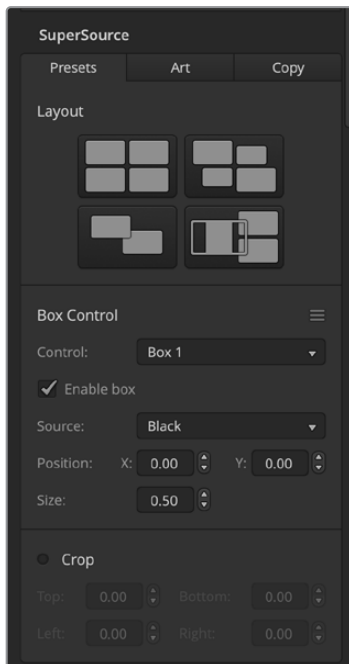 SuperSource
Presets Art Copy
Layout
Box Control
Control: Box 1
Enable box
Source: Black
Position: X: 0.00 Y: 0.00
Size: 0.50
Crop
Top: 0.00 Bottom: 0.00
Left: 0.00 Right: 0.00